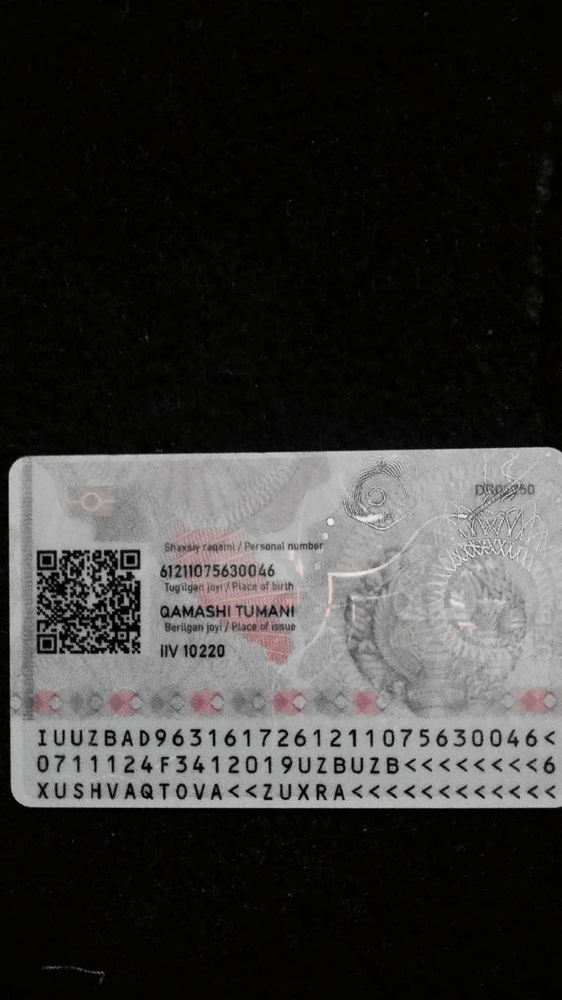 Shaxsiy raqami / Personal number
61211075630046
Tug'ilgan joyi / Place of birth
QAMASHI TUMANI
Berilgan joyi / Place of issue
IIV 10220
IUUZBAD9631617261211075630046<
0711124F3412019UZBUZB<<<<<<<<6
XUSHVAQTOVA<<ZUXRA<<<<<<<<<<<<